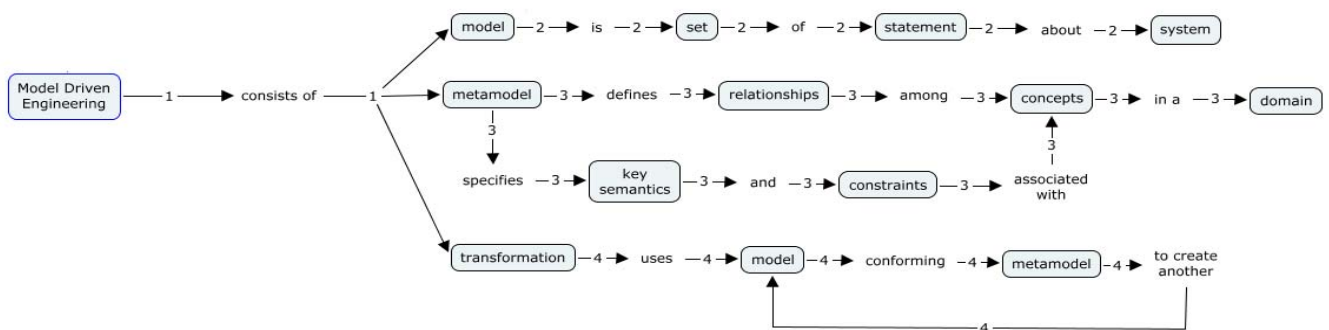 model —2→ is —2→ set —2→ of —2→ statement —2→ about —2→ system
Model Driven
Engineering
1
consists of
1
metamodel —3→ defines —3→ relationships —3→ among —3→ concepts —3→ in a —3→ domain
3
3
specifies —3→ key
semantics —3→ and —3→ constraints —3→ associated
with
transformation —4→ uses —4→ model —4→ conforming —4→ metamodel —4→ to create
another
4